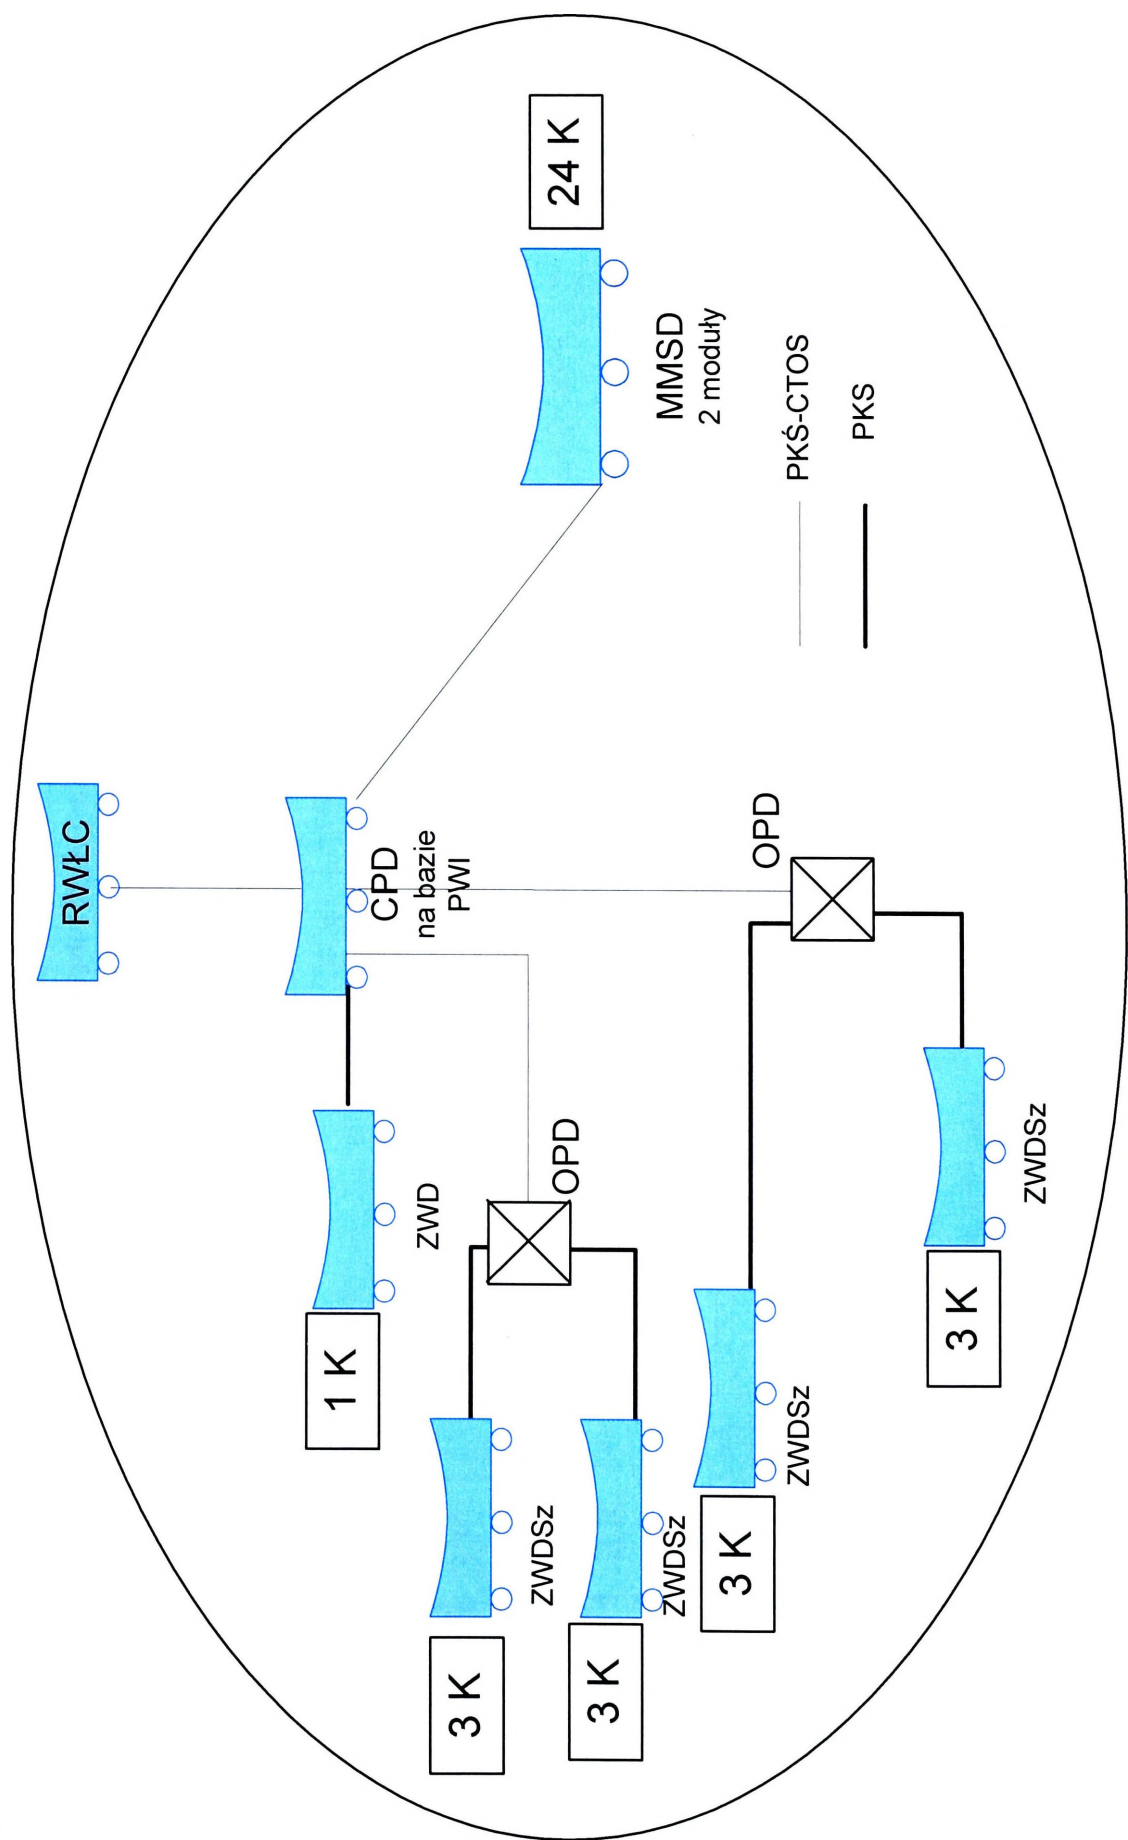 RWŁC
CPD
na bazie
PWI
24 K
MMSD
2 moduły
1 K
ZWD
OPD
3 K
ZWDSz
3 K
ZWDSz
OPD
3 K
ZWDSz
3 K
ZWDSz
PKŚ-CTOS
PKS